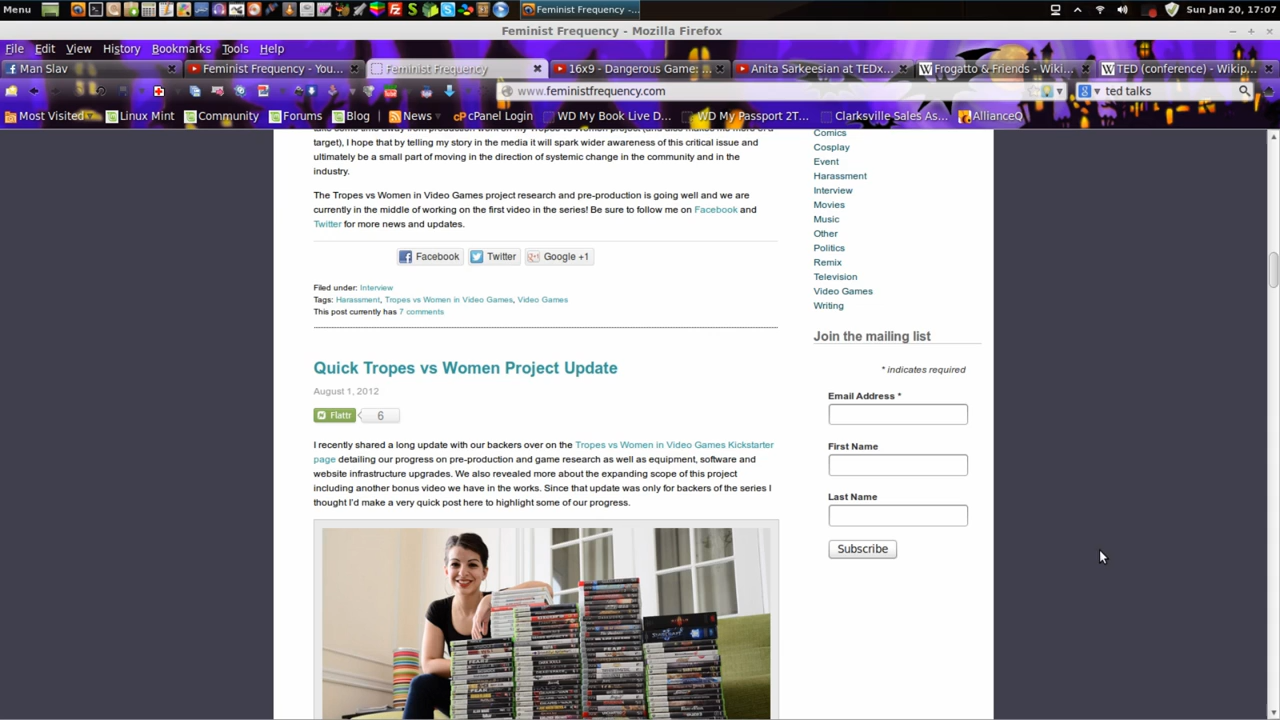 Menu
Feminist Frequency -...
Sun Jan 20, 17:07
Feminist Frequency - Mozilla Firefox
File Edit View History Bookmarks Tools Help
Man Slav
Feminist Frequency - You...
Feminist Frequency
16x9 - Dangerous Game: ...
Anita Sarkeesian at TEDx...
Frogatto & Friends - Wiki...
TED (conference) - Wikip...
www.feministfrequency.com
ted talks
Most Visited
Linux Mint
Community
Forums
Blog
News
cPanel Login
WD My Book Live D...
WD My Passport 2T...
Clarksville Sales As...
AllianceQ
target), I hope that by telling my story in the media it will spark wider awareness of this critical issue and
ultimately be a small part of moving in the direction of systemic change in the community and in the
industry.
The Tropes vs Women in Video Games project research and pre-production is going well and we are
currently in the middle of working on the first video in the series! Be sure to follow me on Facebook and
Twitter for more news and updates.
Facebook
Twitter
Google +1
Filed under: Interview
Tags: Harassment, Tropes vs Women in Video Games, Video Games
This post currently has 7 comments
Quick Tropes vs Women Project Update
August 1, 2012
Flattr
6
I recently shared a long update with our backers over on the Tropes vs Women in Video Games Kickstarter
page detailing our progress on pre-production and game research as well as equipment, software and
website infrastructure upgrades. We also revealed more about the expanding scope of this project
including another bonus video we have in the works. Since that update was only for backers of the series I
thought I'd make a very quick post here to highlight some of our progress.
Comics
Cosplay
Event
Harassment
Interview
Movies
Music
Other
Politics
Remix
Television
Video Games
Writing
Join the mailing list
* indicates required
Email Address *
First Name
Last Name
Subscribe